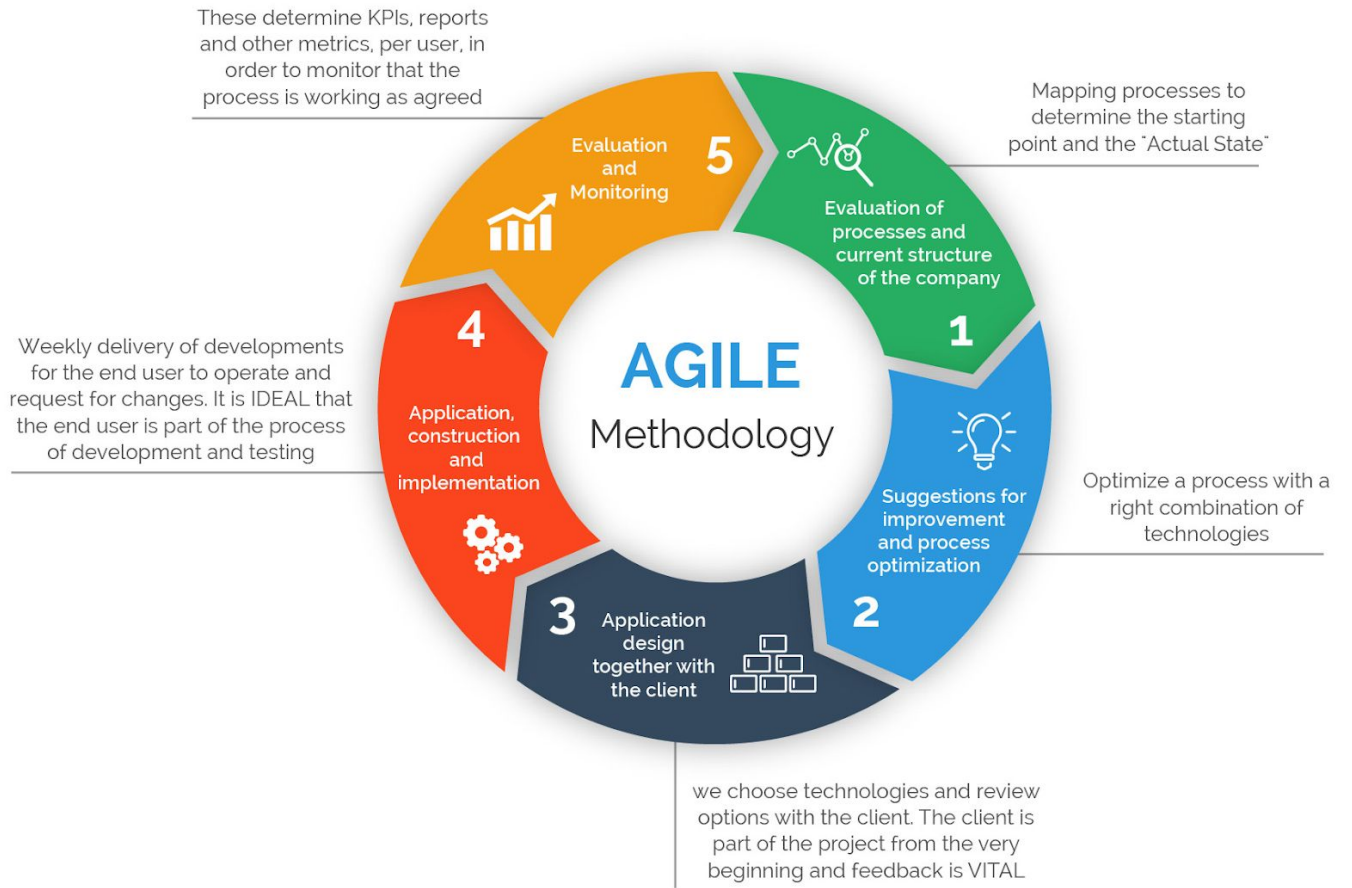 AGILE
Methodology
Evaluation of
processes and
current structure
of the company
1
Mapping processes to
determine the starting
point and the "Actual State"
Suggestions for
improvement
and process
optimization
2
Optimize a process with a
right combination of
technologies
3
Application
design
together with
the client
we choose technologies and review
options with the client. The client is
part of the project from the very
beginning and feedback is VITAL
4
Application,
construction
and
implementation
Weekly delivery of developments
for the end user to operate and
request for changes. It is IDEAL that
the end user is part of the process
of development and testing
5
Evaluation
and
Monitoring
These determine KPIs, reports
and other metrics, per user, in
order to monitor that the
process is working as agreed